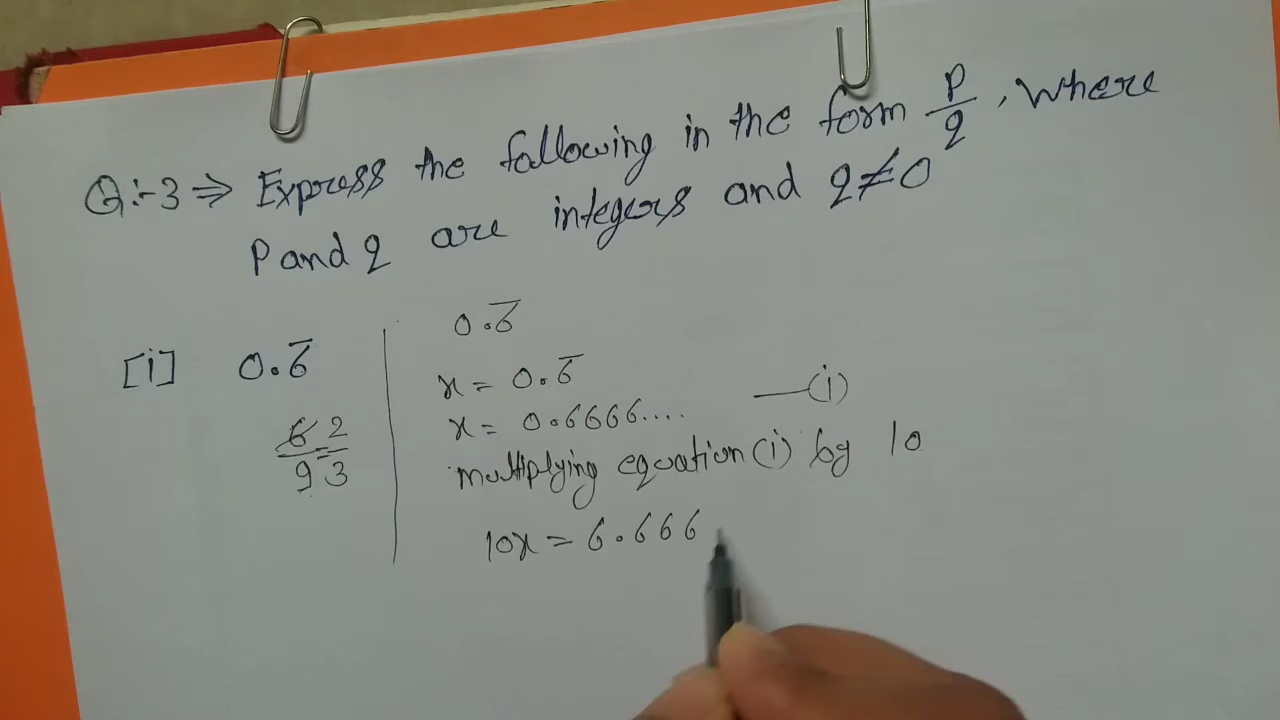 Q:-3⇒ Express the following in the form P/q, where
P and q are integers and q≠0
[i] 0.6̅
6/9=2/3
0.6̅
x= 0.6̅
x= 0.6666.... —(i)
multiplying equation(i) by 10
10x = 6.666